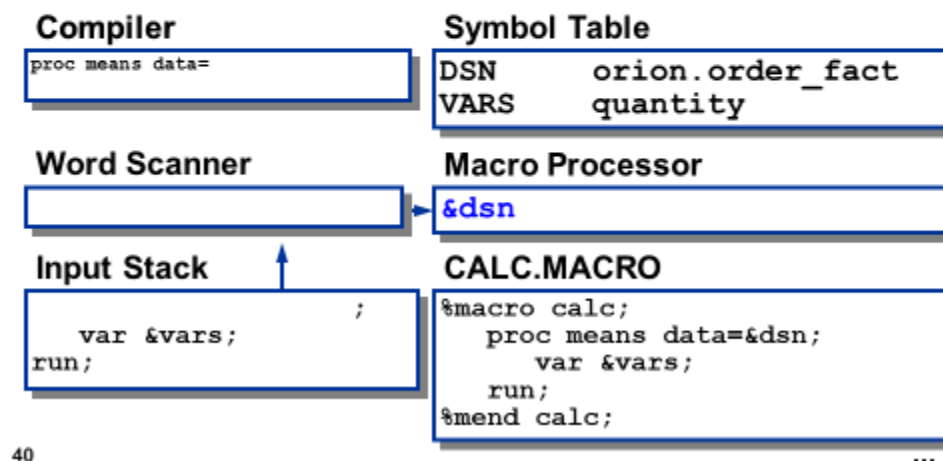 Compiler
proc means data=
Symbol Table
DSN orion.order_fact
VARS quantity
Word Scanner
Macro Processor
&dsn
Input Stack
;
var &vars;
run;
CALC.MACRO
%macro calc;
proc means data=&dsn;
var &vars;
run;
%mend calc;
40
...